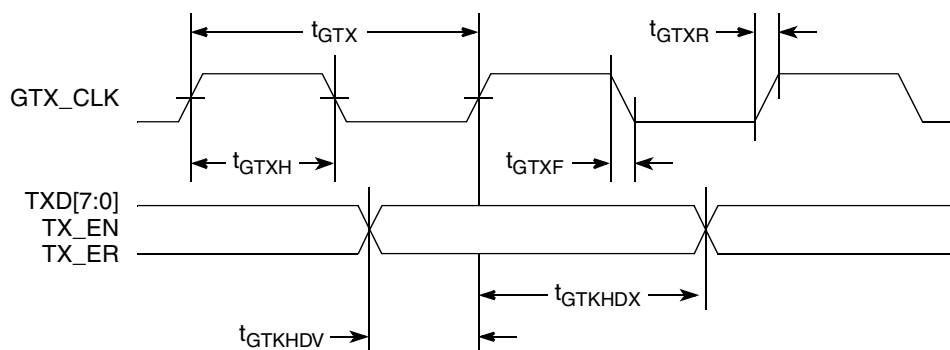 tGTX
tGTXR
GTX_CLK
tGTXH
tGTXF
TXD[7:0]
TX_EN
TX_ER
tGTKHDX
tGTKHDV